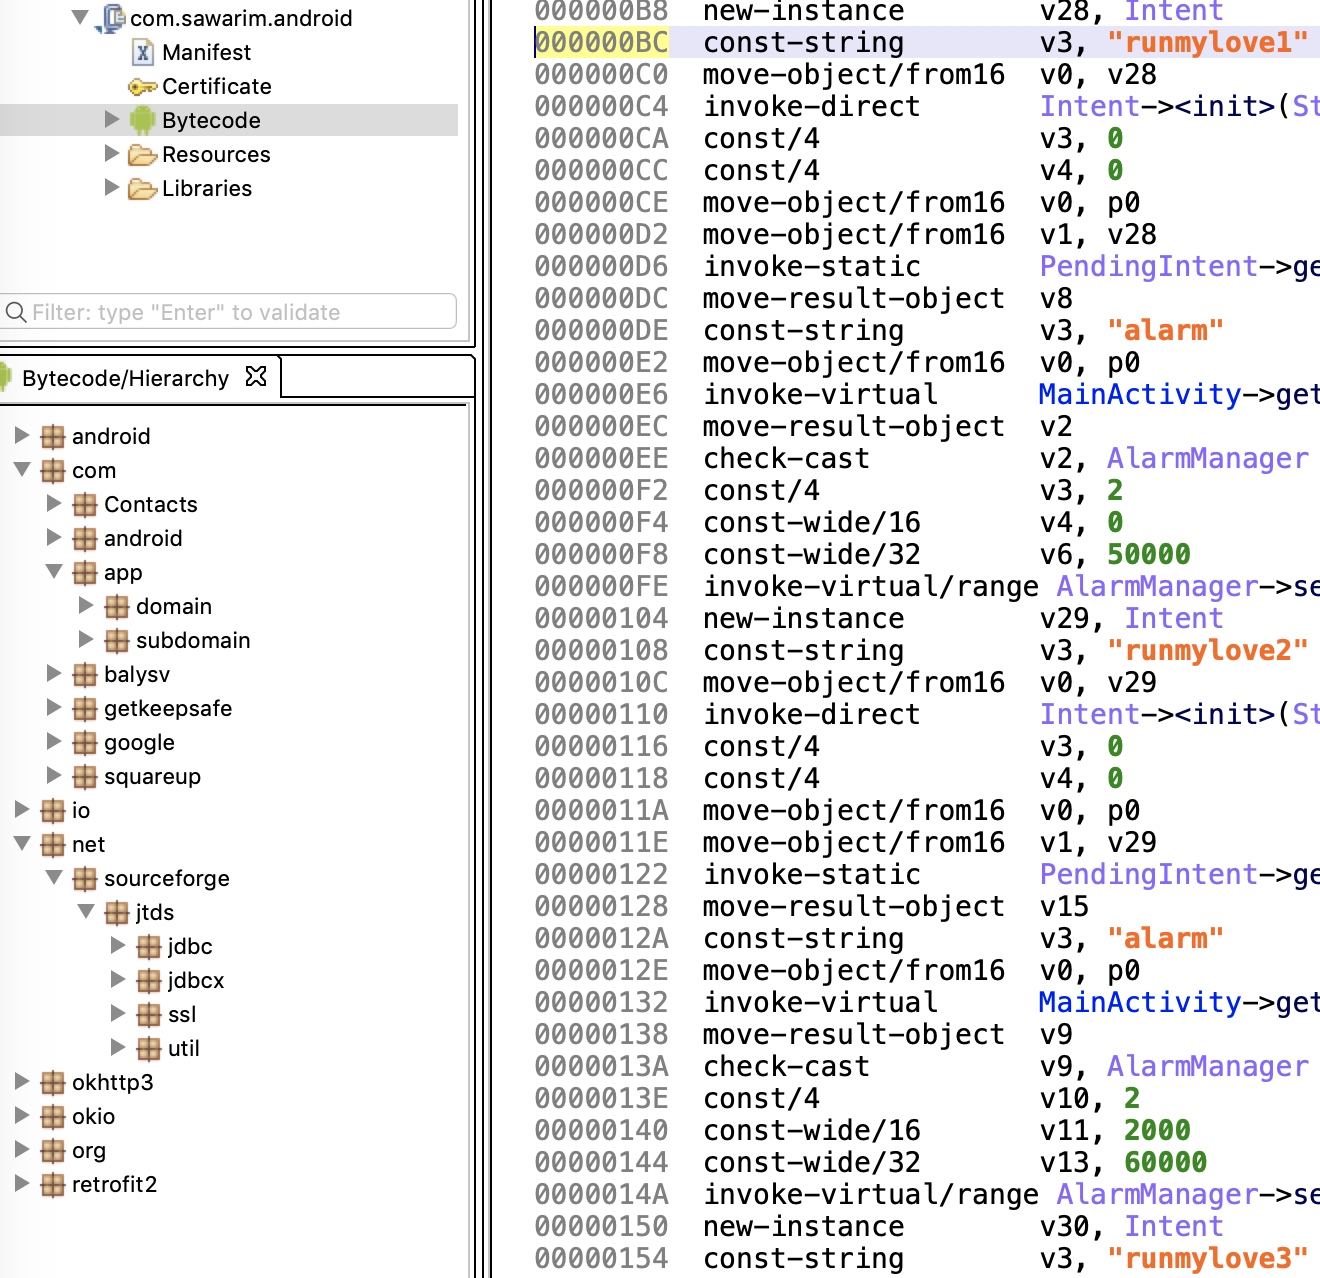 com.sawarim.android
Manifest
Certificate
Bytecode
Resources
Libraries
Filter: type "Enter" to validate
Bytecode/Hierarchy
android
com
Contacts
android
app
domain
subdomain
balysv
getkeepsafe
google
squareup
io
net
sourceforge
jtds
jdbc
jdbcx
ssl
util
okhttp3
okio
org
retrofit2
000000B8 new-instance v28, Intent
000000BC const-string v3, "runmylove1"
000000C0 move-object/from16 v0, v28
000000C4 invoke-direct Intent-><init>(St
000000CA const/4 v3, 0
000000CC const/4 v4, 0
000000CE move-object/from16 v0, p0
000000D2 move-object/from16 v1, v28
000000D6 invoke-static PendingIntent->ge
000000DC move-result-object v8
000000DE const-string v3, "alarm"
000000E2 move-object/from16 v0, p0
000000E6 invoke-virtual MainActivity->get
000000EC move-result-object v2
000000EE check-cast v2, AlarmManager
000000F2 const/4 v3, 2
000000F4 const-wide/16 v4, 0
000000F8 const-wide/32 v6, 50000
000000FE invoke-virtual/range AlarmManager->se
00000104 new-instance v29, Intent
00000108 const-string v3, "runmylove2"
0000010C move-object/from16 v0, v29
00000110 invoke-direct Intent-><init>(St
00000116 const/4 v3, 0
00000118 const/4 v4, 0
0000011A move-object/from16 v0, p0
0000011E move-object/from16 v1, v29
00000122 invoke-static PendingIntent->ge
00000128 move-result-object v15
0000012A const-string v3, "alarm"
0000012E move-object/from16 v0, p0
00000132 invoke-virtual MainActivity->get
00000138 move-result-object v9
0000013A check-cast v9, AlarmManager
0000013E const/4 v10, 2
00000140 const-wide/16 v11, 2000
00000144 const-wide/32 v13, 60000
0000014A invoke-virtual/range AlarmManager->se
00000150 new-instance v30, Intent
00000154 const-string v3, "runmylove3"